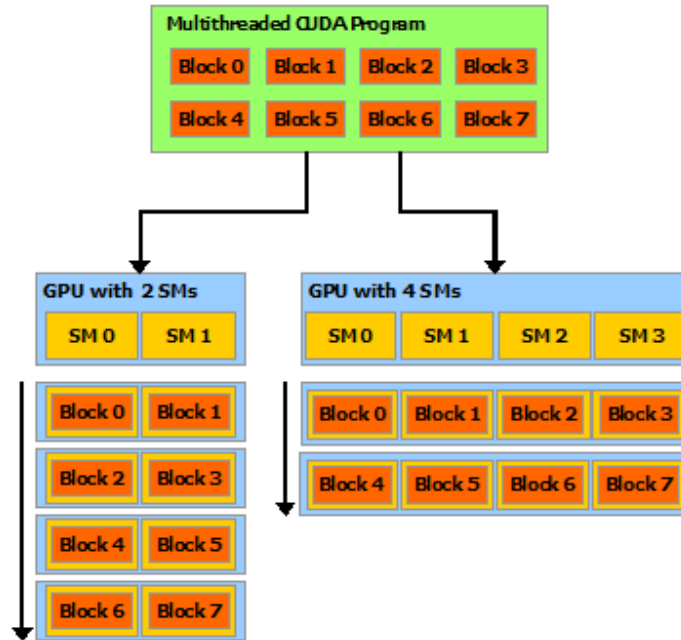 Multithreaded CUDA Program
Block 0 Block 1 Block 2 Block 3
Block 4 Block 5 Block 6 Block 7
GPU with 2 SMs
SM 0 SM 1
Block 0 Block 1
Block 2 Block 3
Block 4 Block 5
Block 6 Block 7
GPU with 4 SMs
SM 0 SM 1 SM 2 SM 3
Block 0 Block 1 Block 2 Block 3
Block 4 Block 5 Block 6 Block 7